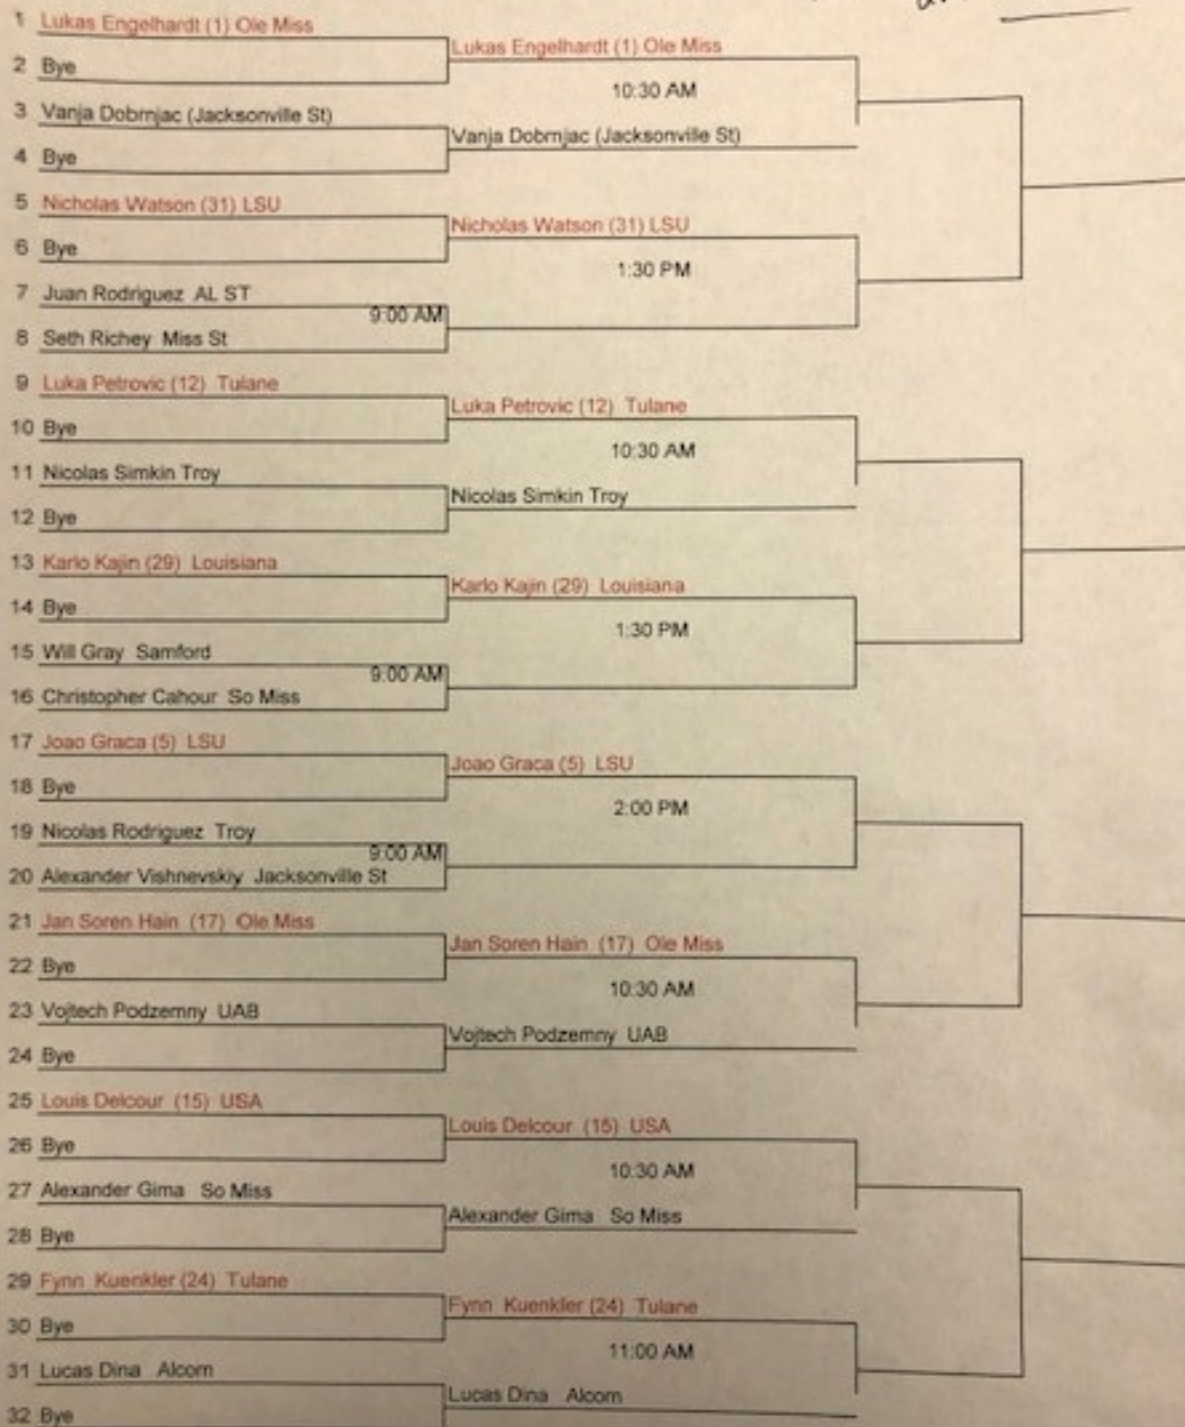 1 Lukas Engelhardt (1) Ole Miss
Lukas Engelhardt (1) Ole Miss
2 Bye
10:30 AM
3 Vanja Dobrnjac (Jacksonville St)
Vanja Dobrnjac (Jacksonville St)
4 Bye
5 Nicholas Watson (31) LSU
Nicholas Watson (31) LSU
6 Bye
1:30 PM
7 Juan Rodriguez AL ST
9:00 AM
8 Seth Richey Miss St
9 Luka Petrovic (12) Tulane
Luka Petrovic (12) Tulane
10 Bye
10:30 AM
11 Nicolas Simkin Troy
Nicolas Simkin Troy
12 Bye
13 Karlo Kajin (29) Louisiana
Karlo Kajin (29) Louisiana
14 Bye
1:30 PM
15 Will Gray Samford
9:00 AM
16 Christopher Cahour So Miss
17 Joao Graca (5) LSU
Joao Graca (5) LSU
18 Bye
2:00 PM
19 Nicolas Rodriguez Troy
9:00 AM
20 Alexander Vishnevskiy Jacksonville St
21 Jan Soren Hain (17) Ole Miss
Jan Soren Hain (17) Ole Miss
22 Bye
10:30 AM
23 Vojtech Podzemny UAB
Vojtech Podzemny UAB
24 Bye
25 Louis Delcour (15) USA
Louis Delcour (15) USA
26 Bye
10:30 AM
27 Alexander Gima So Miss
Alexander Gima So Miss
28 Bye
29 Fynn Kuenkler (24) Tulane
Fynn Kuenkler (24) Tulane
30 Bye
11:00 AM
31 Lucas Dina Alcorn
Lucas Dina Alcorn
32 Bye